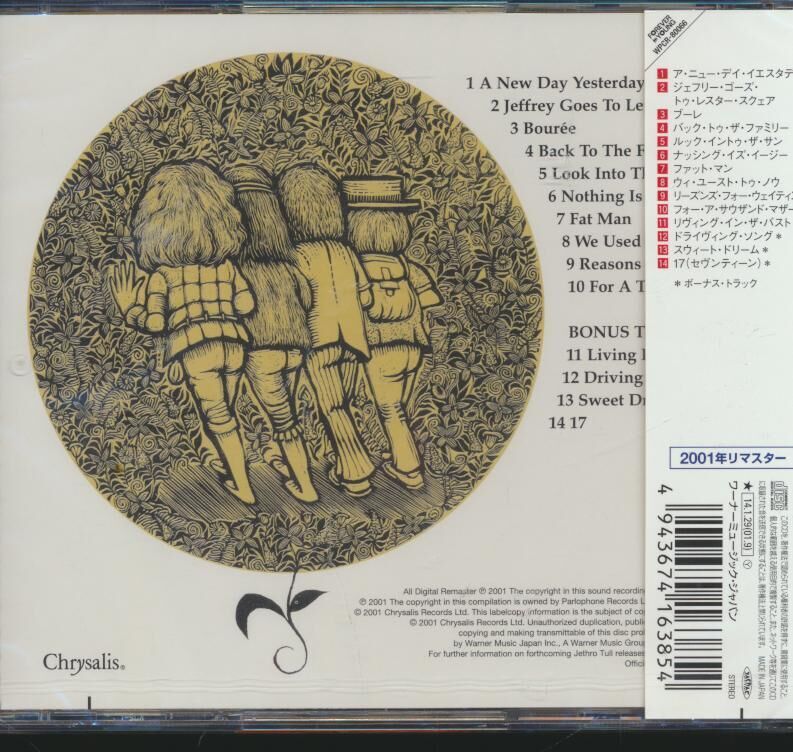 1 A New Day Yesterday
2 Jeffrey Goes To Le
3 Bourée
4 Back To The F
5 Look Into Th
6 Nothing Is
7 Fat Man
8 We Used
9 Reasons
10 For A T
BONUS T
11 Living
12 Driving
13 Sweet Dr
14 17
All Digital Remaster ℗ 2001 The copyright in this sound recording
℗ 2001 The copyright in this compilation is owned by Parlophone Records L
© 2001 Chrysalis Records Ltd. This labelcopy information is the subject of cop
© 2001 Chrysalis Records Ltd. Unauthorized duplication, public
copying and making transmittable of this disc pro
by Warner Music Japan Inc., A Warner Music Group
For further information on forthcoming Jethro Tull releases
Offici
Chrysalis®
FOREVER YOUNG
WPCR-80066
1 ア・ニュー・デイ・イエスタデ
2 ジェフリー・ゴーズ・
トゥ・レスター・スクェア
3 ブーレ
4 バック・トゥ・ザ・ファミリー
5 ルック・イントゥ・ザ・サン
6 ナッシング・イズ・イージー
7 ファット・マン
8 ウィ・ユースト・トゥ・ノウ
9 リーズンズ・フォー・ウェイティン
10 フォー・ア・サウザンド・マザー
11 リヴィング・イン・ザ・パスト
12 ドライヴィング・ソング*
13 スウィート・ドリーム*
14 17(セヴンティーン)*
*ボーナス・トラック
2001年リマスター
4 943674 163854
ワーナーミュージック・ジャパン
★ 14.1.29(01.9) Ⓨ
disc
MADE IN JAPAN
STEREO
JASRAC